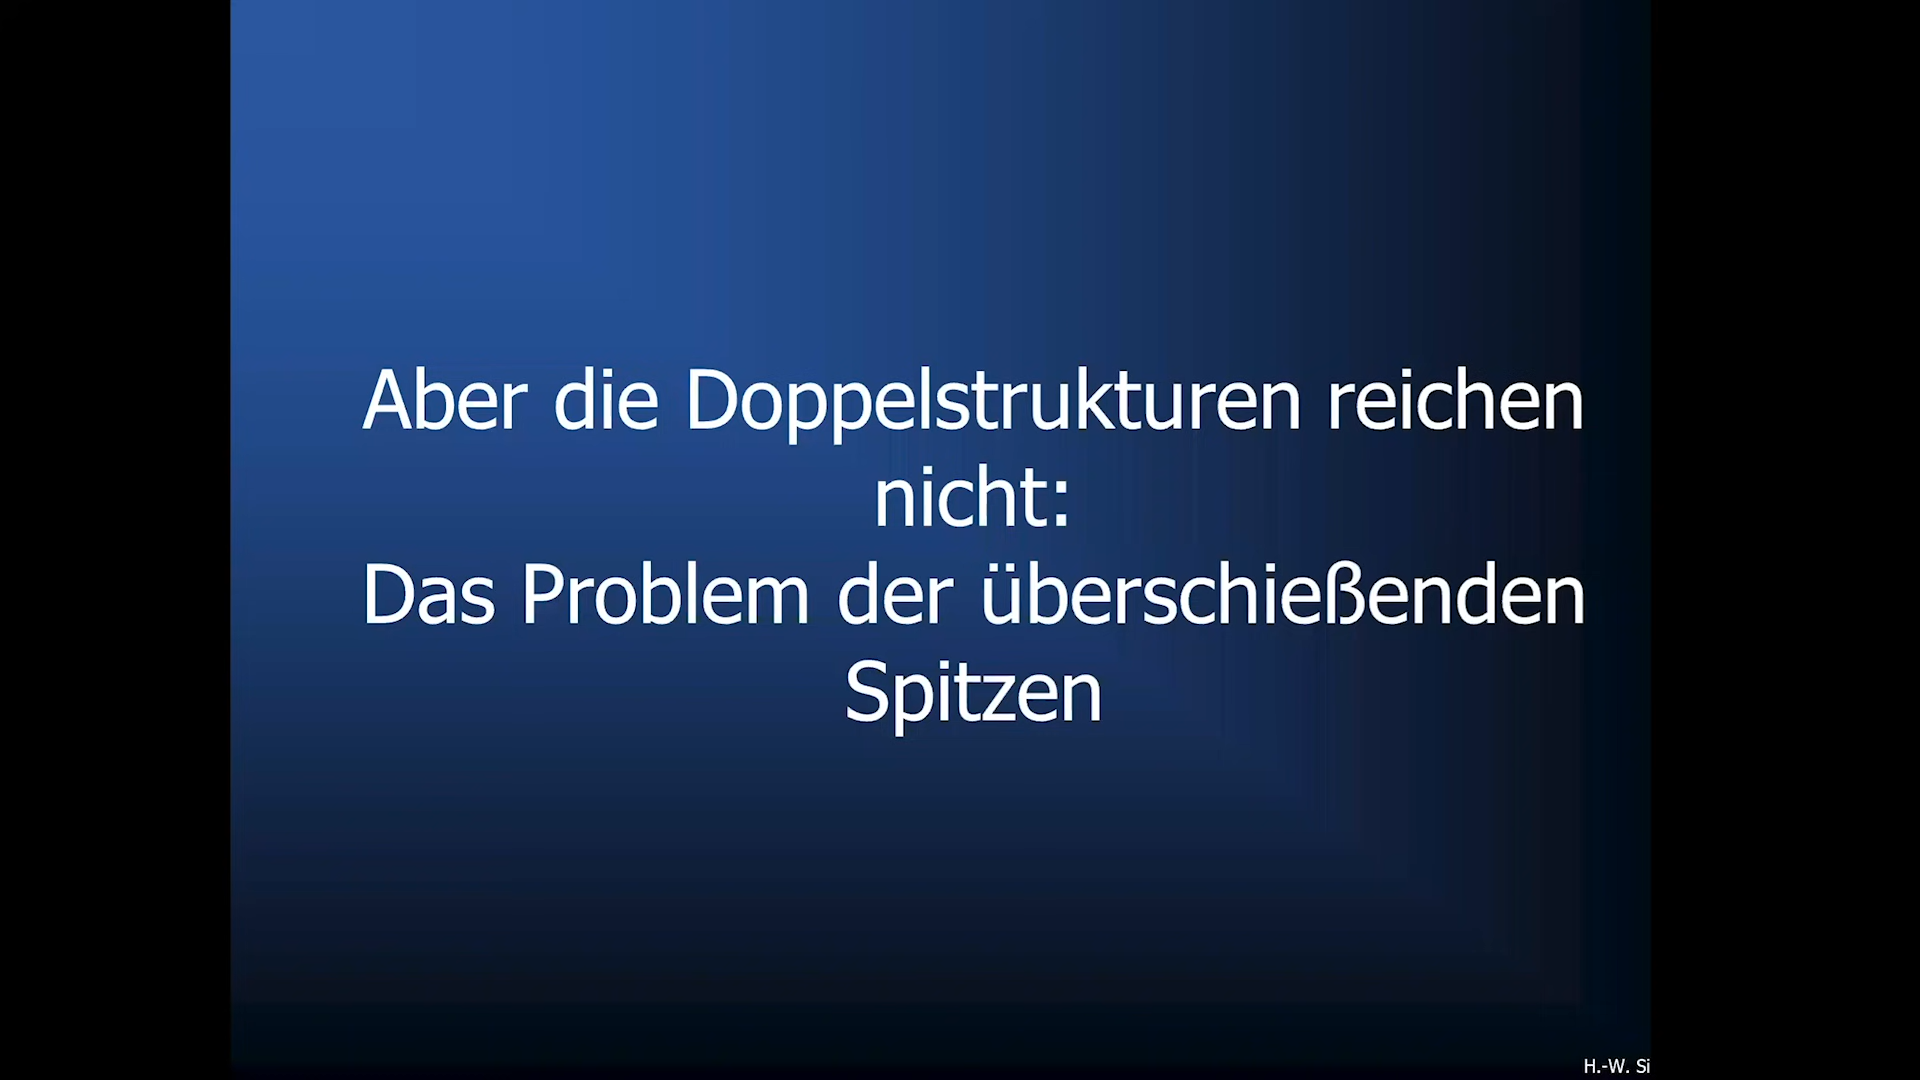 Aber die Doppelstrukturen reichen
nicht:
Das Problem der überschießenden
Spitzen
H.-W. Si